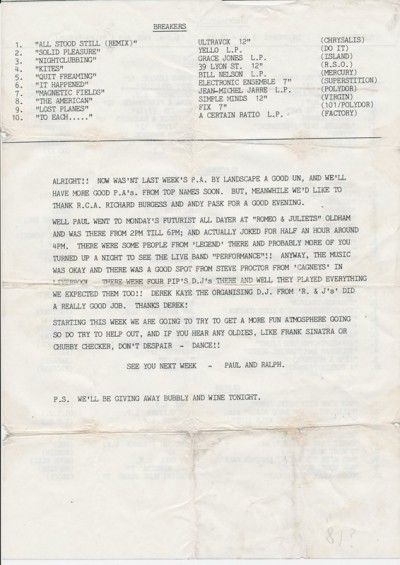 BREAKERS
1. "ALL STOOD STILL (REMIX)" ULTRAVOX 12" (CHRYSALIS)
2. "SOLID PLEASURE" YELLO L.P. (DO IT)
3. "NIGHTCLUBBING" GRACE JONES L.P. (ISLAND)
4. "KITES" 39 LYON ST. 12" (R.S.O.)
5. "QUIT FREAMING" BILL NELSON L.P. (MERCURY)
6. "IT HAPPENED" ELECTRONIC ENSEMBLE 7" (SUPERSTITION)
7. "MAGNETIC FIELDS" JEAN-MICHEL JARRE L.P. (POLYDOR)
8. "THE AMERICAN" SIMPLE MINDS 12" (VIRGIN)
9. "LOST PLANES" FIX 7" (101/POLYDOR)
10. "TO EACH....." A CERTAIN RATIO L.P. (FACTORY)
ALRIGHT!! NOW WAS'NT LAST WEEK'S P.A. BY LANDSCAPE A GOOD UN, AND WE'LL
HAVE MORE GOOD P.A's. FROM TOP NAMES SOON. BUT, MEANWHILE WE'D LIKE TO
THANK R.C.A. RICHARD BURGESS AND ANDY PASK FOR A GOOD EVENING.
WELL PAUL WENT TO MONDAY'S FUTURIST ALL DAYER AT "ROMEO & JULIETS" OLDHAM
AND WAS THERE FROM 2PM TILL 6PM; AND ACTUALLY JOKED FOR HALF AN HOUR AROUND
4PM. THERE WERE SOME PEOPLE FROM 'LEGEND' THERE AND PROBABLY MORE OF YOU
TURNED UP A NIGHT TO SEE THE LIVE BAND "PERFORMANCE"!! ANYWAY, THE MUSIC
WAS OKAY AND THERE WAS A GOOD SPOT FROM STEVE PROCTOR FROM 'CAGNEYS' IN
LIVERPOOL. THERE WERE FOUR PIP'S D.J's THERE AND WELL THEY PLAYED EVERYTHING
WE EXPECTED THEM TOO!! DEREK KAYE THE ORGANISING D.J. FROM 'R. & J's' DID
A REALLY GOOD JOB. THANKS DEREK!
STARTING THIS WEEK WE ARE GOING TO TRY TO GET A MORE FUN ATMOSPHERE GOING
SO DO TRY TO HELP OUT, AND IF YOU HEAR ANY OLDIES, LIKE FRANK SINATRA OR
CHUBBY CHECKER, DON'T DESPAIR - DANCE!!
SEE YOU NEXT WEEK - PAUL AND RALPH.
P.S. WE'LL BE GIVING AWAY BUBBLY AND WINE TONIGHT.